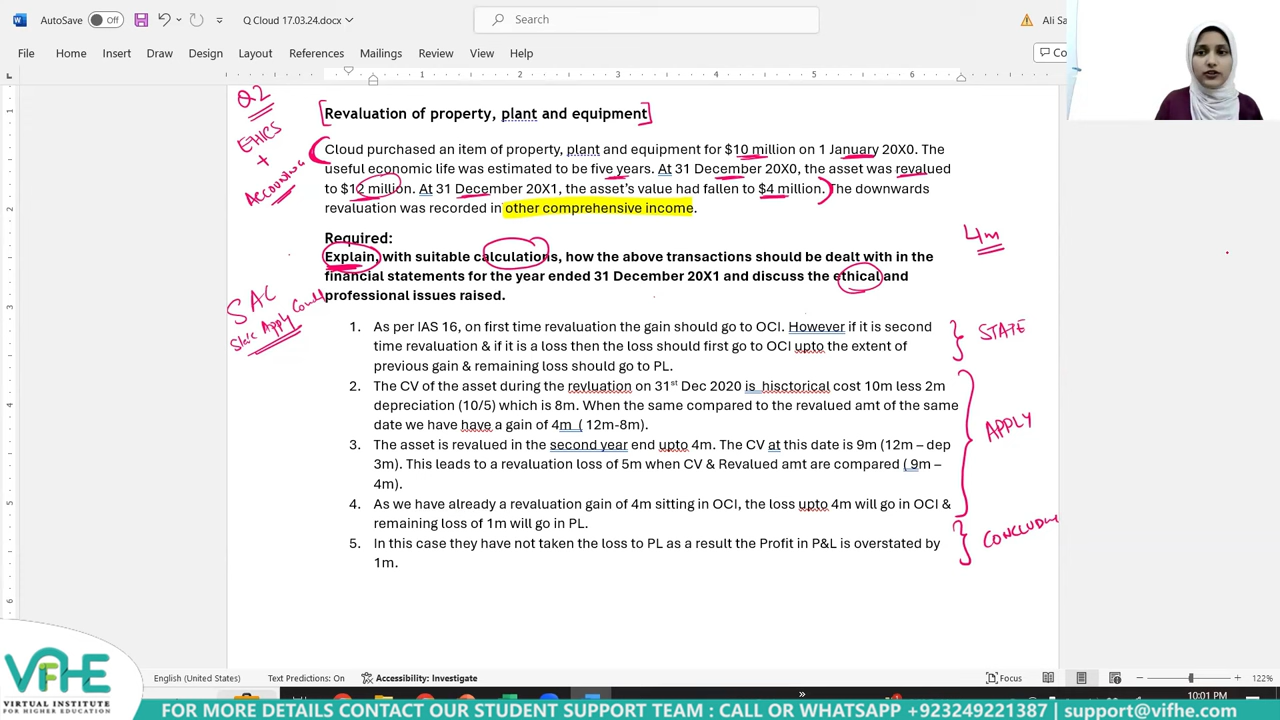 AutoSave Off Q Cloud 17.03.24.docx Search Ali Sa
File Home Insert Draw Design Layout References Mailings Review View Help Co
1 2 3 4 5 6
Q2
ETHICS
+
Accounting
Revaluation of property, plant and equipment
Cloud purchased an item of property, plant and equipment for $10 million on 1 January 20X0. The
useful economic life was estimated to be five years. At 31 December 20X0, the asset was revalued
to $12 million. At 31 December 20X1, the asset's value had fallen to $4 million. The downwards
revaluation was recorded in other comprehensive income.
4m
Required:
Explain, with suitable calculations, how the above transactions should be dealt with in the
financial statements for the year ended 31 December 20X1 and discuss the ethical and
professional issues raised.
SAC
State Apply
1. As per IAS 16, on first time revaluation the gain should go to OCI. However if it is second
time revaluation & if it is a loss then the loss should first go to OCI upto the extent of
previous gain & remaining loss should go to PL.
STATE
2. The CV of the asset during the revluation on 31st Dec 2020 is hisctorical cost 10m less 2m
depreciation (10/5) which is 8m. When the same compared to the revalued amt of the same
date we have have a gain of 4m ( 12m-8m).
3. The asset is revalued in the second year end upto 4m. The CV at this date is 9m (12m – dep
3m). This leads to a revaluation loss of 5m when CV & Revalued amt are compared ( 9m –
4m).
APPLY
4. As we have already a revaluation gain of 4m sitting in OCI, the loss upto 4m will go in OCI &
remaining loss of 1m will go in PL.
5. In this case they have not taken the loss to PL as a result the Profit in P&L is overstated by
1m.
English (United States) Text Predictions: On Accessibility: Investigate Focus 122%
10:01 PM
VIFHE
VIRTUAL INSTITUTE
FOR HIGHER EDUCATION
FOR MORE DETAILS CONTACT OUR STUDENT SUPPORT TEAM : CALL OR WHATSAPP +923249221387 | support@vifhe.com